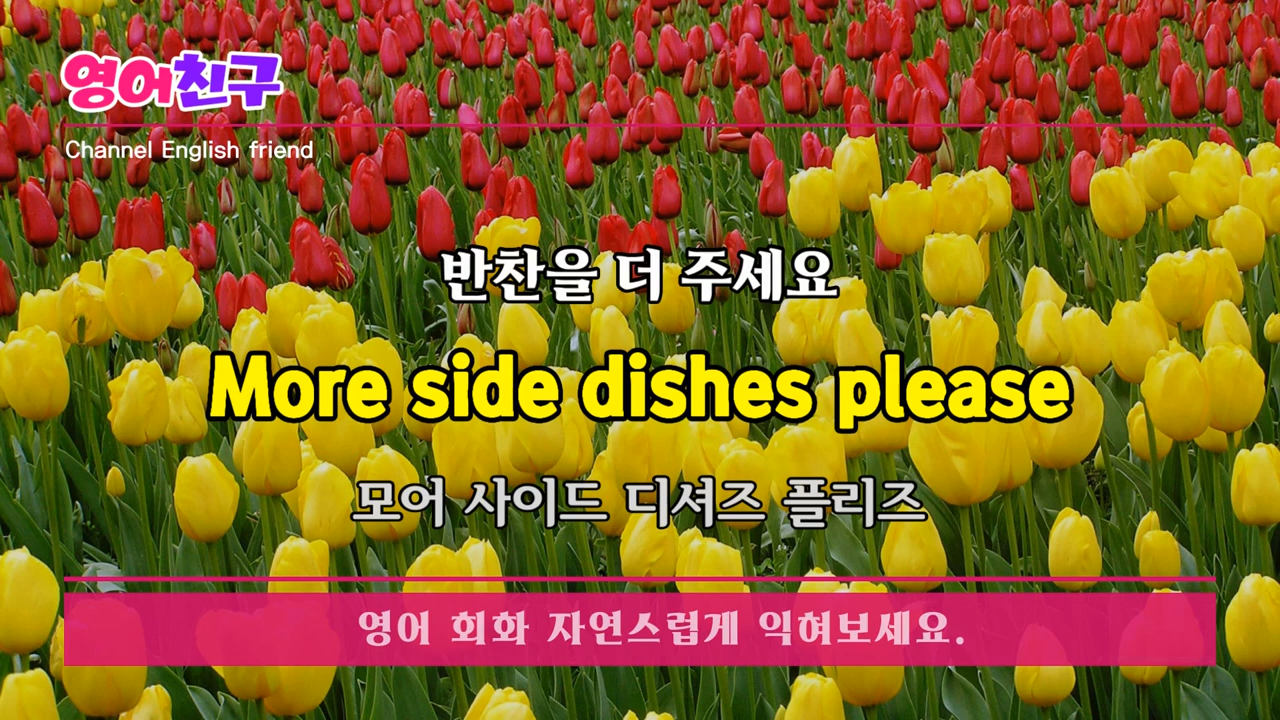 영어친구
Channel English friend
반찬을 더 주세요
More side dishes please
모어 사이드 디셔즈 플리즈
영어 회화 자연스럽게 익혀보세요.